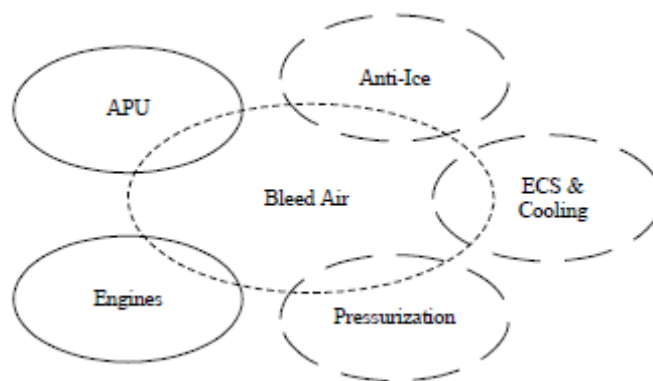 Anti-Ice
APU
Bleed Air
ECS &
Cooling
Engines
Pressurization